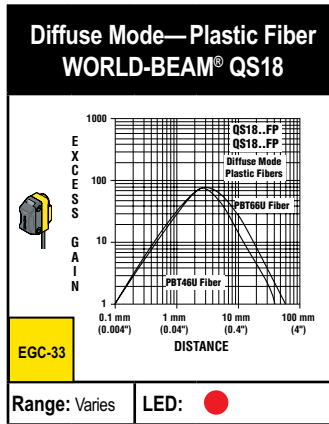 Diffuse Mode—Plastic Fiber
WORLD-BEAM® QS18
EXCESS GAIN
1000
100
10
1
QS18..FP
QS18..FP
Diffuse Mode
Plastic Fibers
PBT66U Fiber
PBT46U Fiber
0.1 mm 1 mm 10 mm 100 mm
(0.004") (0.04") (0.4") (4")
DISTANCE
EGC-33
Range: Varies
LED: